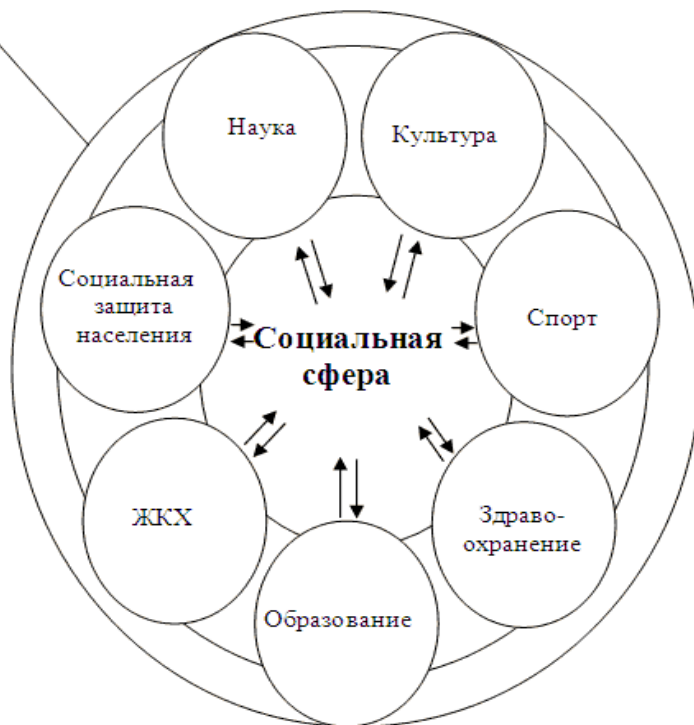 Наука
Культура
Социальная
защита
населения
Спорт
Социальная
сфера
ЖКХ
Здраво-
охранение
Образование